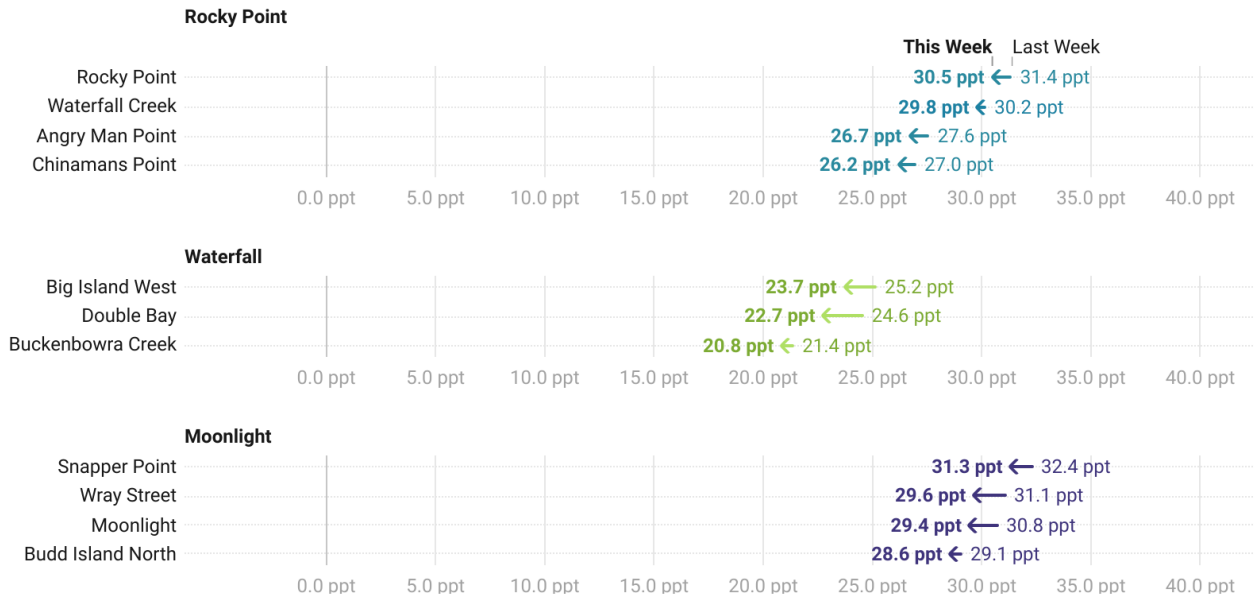 Rocky Point
This Week Last Week
Rocky Point 30.5 ppt 31.4 ppt
Waterfall Creek 29.8 ppt 30.2 ppt
Angry Man Point 26.7 ppt 27.6 ppt
Chinamans Point 26.2 ppt 27.0 ppt
0.0 ppt 5.0 ppt 10.0 ppt 15.0 ppt 20.0 ppt 25.0 ppt 30.0 ppt 35.0 ppt 40.0 ppt
Waterfall
Big Island West 23.7 ppt 25.2 ppt
Double Bay 22.7 ppt 24.6 ppt
Buckenbowra Creek 20.8 ppt 21.4 ppt
0.0 ppt 5.0 ppt 10.0 ppt 15.0 ppt 20.0 ppt 25.0 ppt 30.0 ppt 35.0 ppt 40.0 ppt
Moonlight
Snapper Point 31.3 ppt 32.4 ppt
Wray Street 29.6 ppt 31.1 ppt
Moonlight 29.4 ppt 30.8 ppt
Budd Island North 28.6 ppt 29.1 ppt
0.0 ppt 5.0 ppt 10.0 ppt 15.0 ppt 20.0 ppt 25.0 ppt 30.0 ppt 35.0 ppt 40.0 ppt